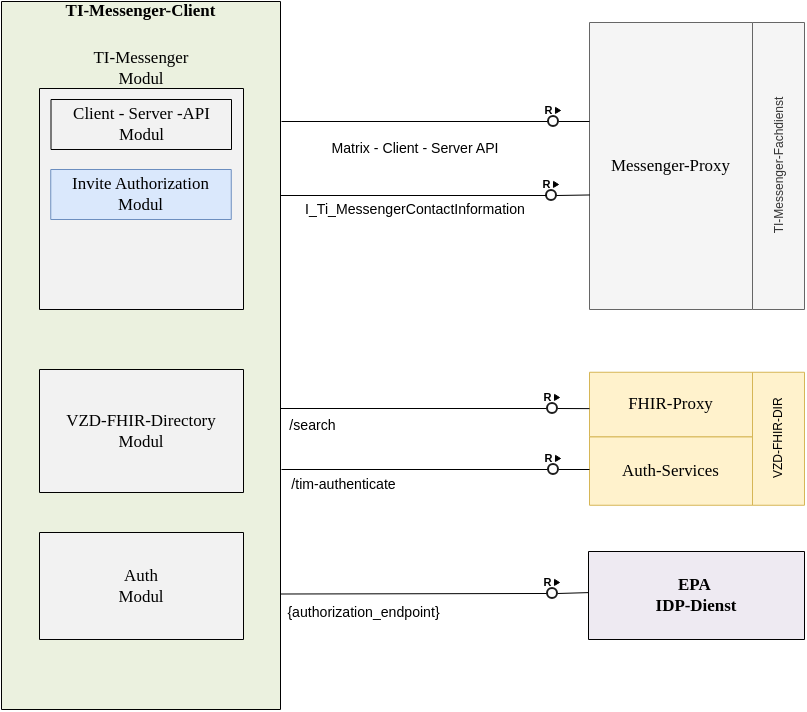 TI-Messenger-Client
TI-Messenger
Modul
Client - Server -API
Modul
Invite Authorization
Modul
VZD-FHIR-Directory
Modul
Auth
Modul
R
Matrix - Client - Server API
R
I_Ti_MessengerContactInformation
R
/search
R
/tim-authenticate
R
{authorization_endpoint}
Messenger-Proxy
TI-Messenger-Fachdienst
FHIR-Proxy
Auth-Services
VZD-FHIR-DIR
EPA
IDP-Dienst